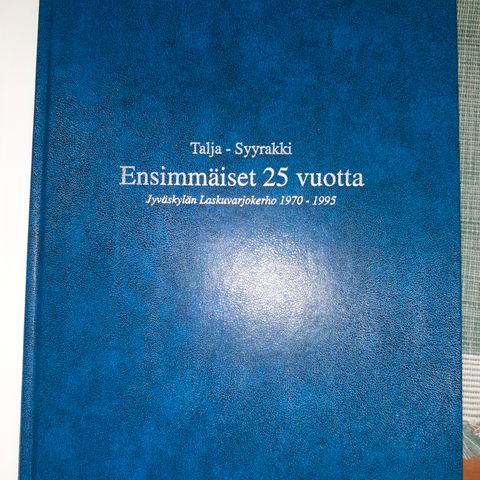 Talja - Syyrakki
Ensimmäiset 25 vuotta
Jyväskylän Laskuvarjokerho 1970 - 1995